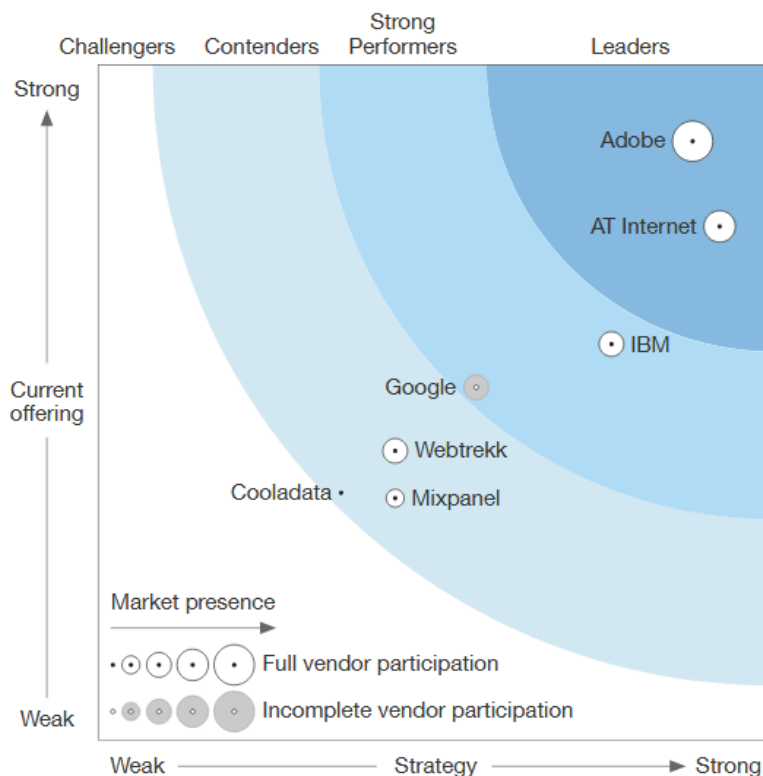 Strong
Challengers Contenders Performers Leaders
Strong
Adobe
AT Internet
IBM
Current
offering
Google
Webtrekk
Cooladata
Mixpanel
Market presence
Full vendor participation
Incomplete vendor participation
Weak
Weak Strategy Strong